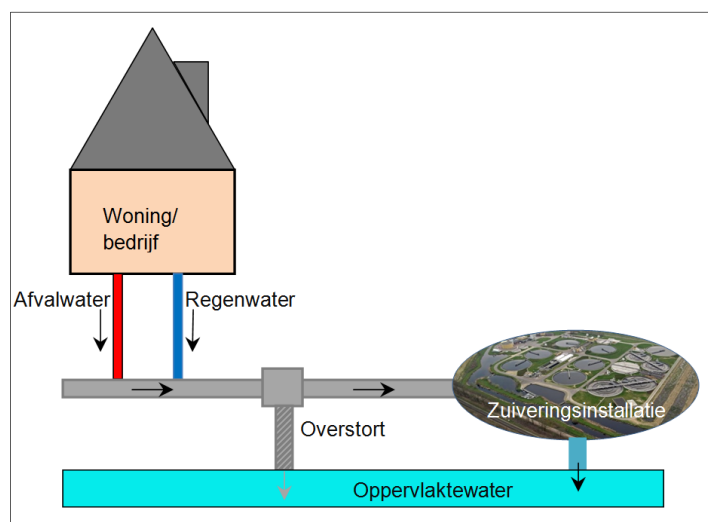 Woning/
bedrijf
Afvalwater
Regenwater
Zuiveringsinstallatie
Overstort
Oppervlaktewater